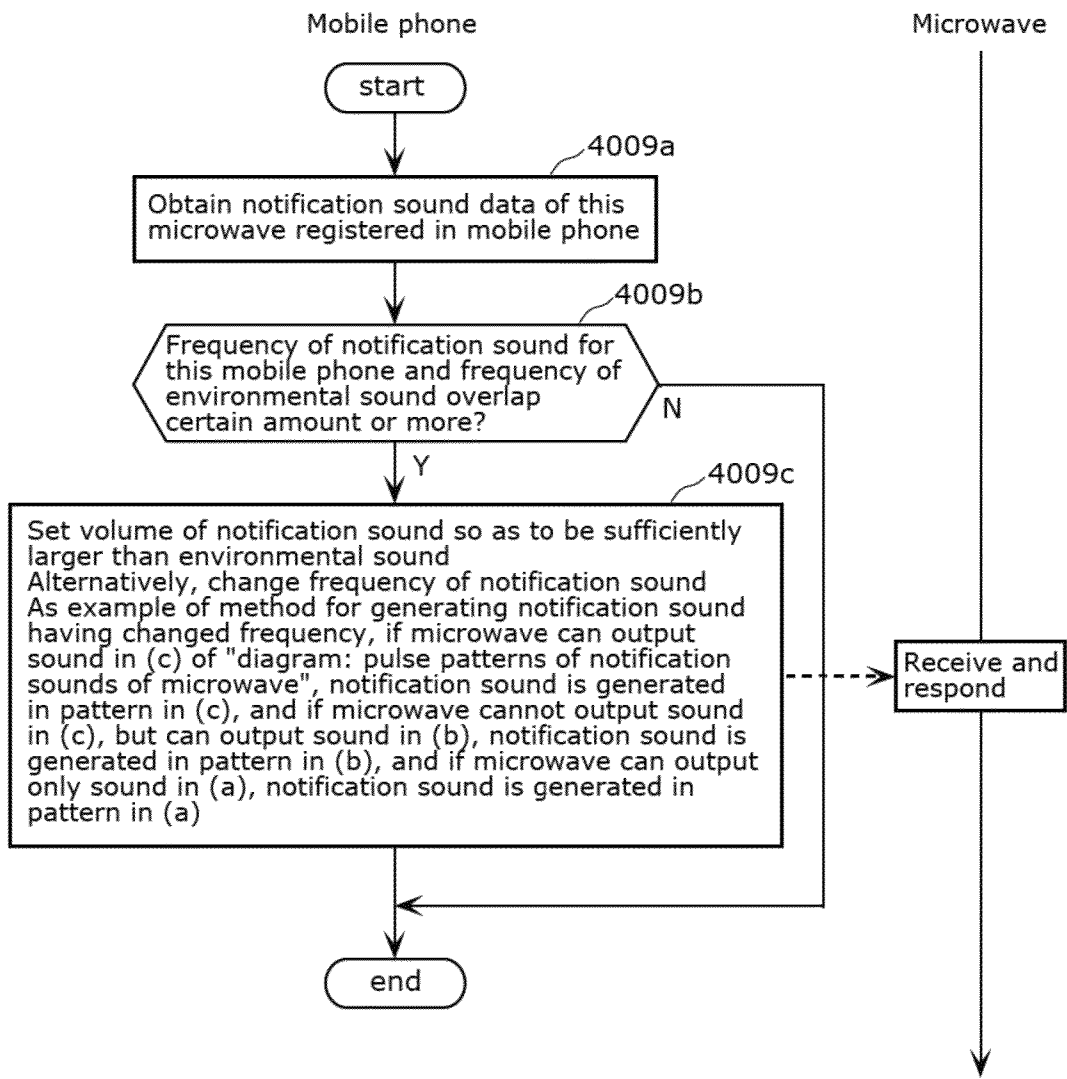 Mobile phone
Microwave
start
4009a
Obtain notification sound data of this
microwave registered in mobile phone
4009b
Frequency of notification sound for
this mobile phone and frequency of
environmental sound overlap
certain amount or more?
N
Y
4009c
Set volume of notification sound so as to be sufficiently
larger than environmental sound
Alternatively, change frequency of notification sound
As example of method for generating notification sound
having changed frequency, if microwave can output
sound in (c) of "diagram: pulse patterns of notification
sounds of microwave", notification sound is generated
in pattern in (c), and if microwave cannot output sound
in (c), but can output sound in (b), notification sound is
generated in pattern in (b), and if microwave can output
only sound in (a), notification sound is generated in
pattern in (a)
Receive and
respond
end